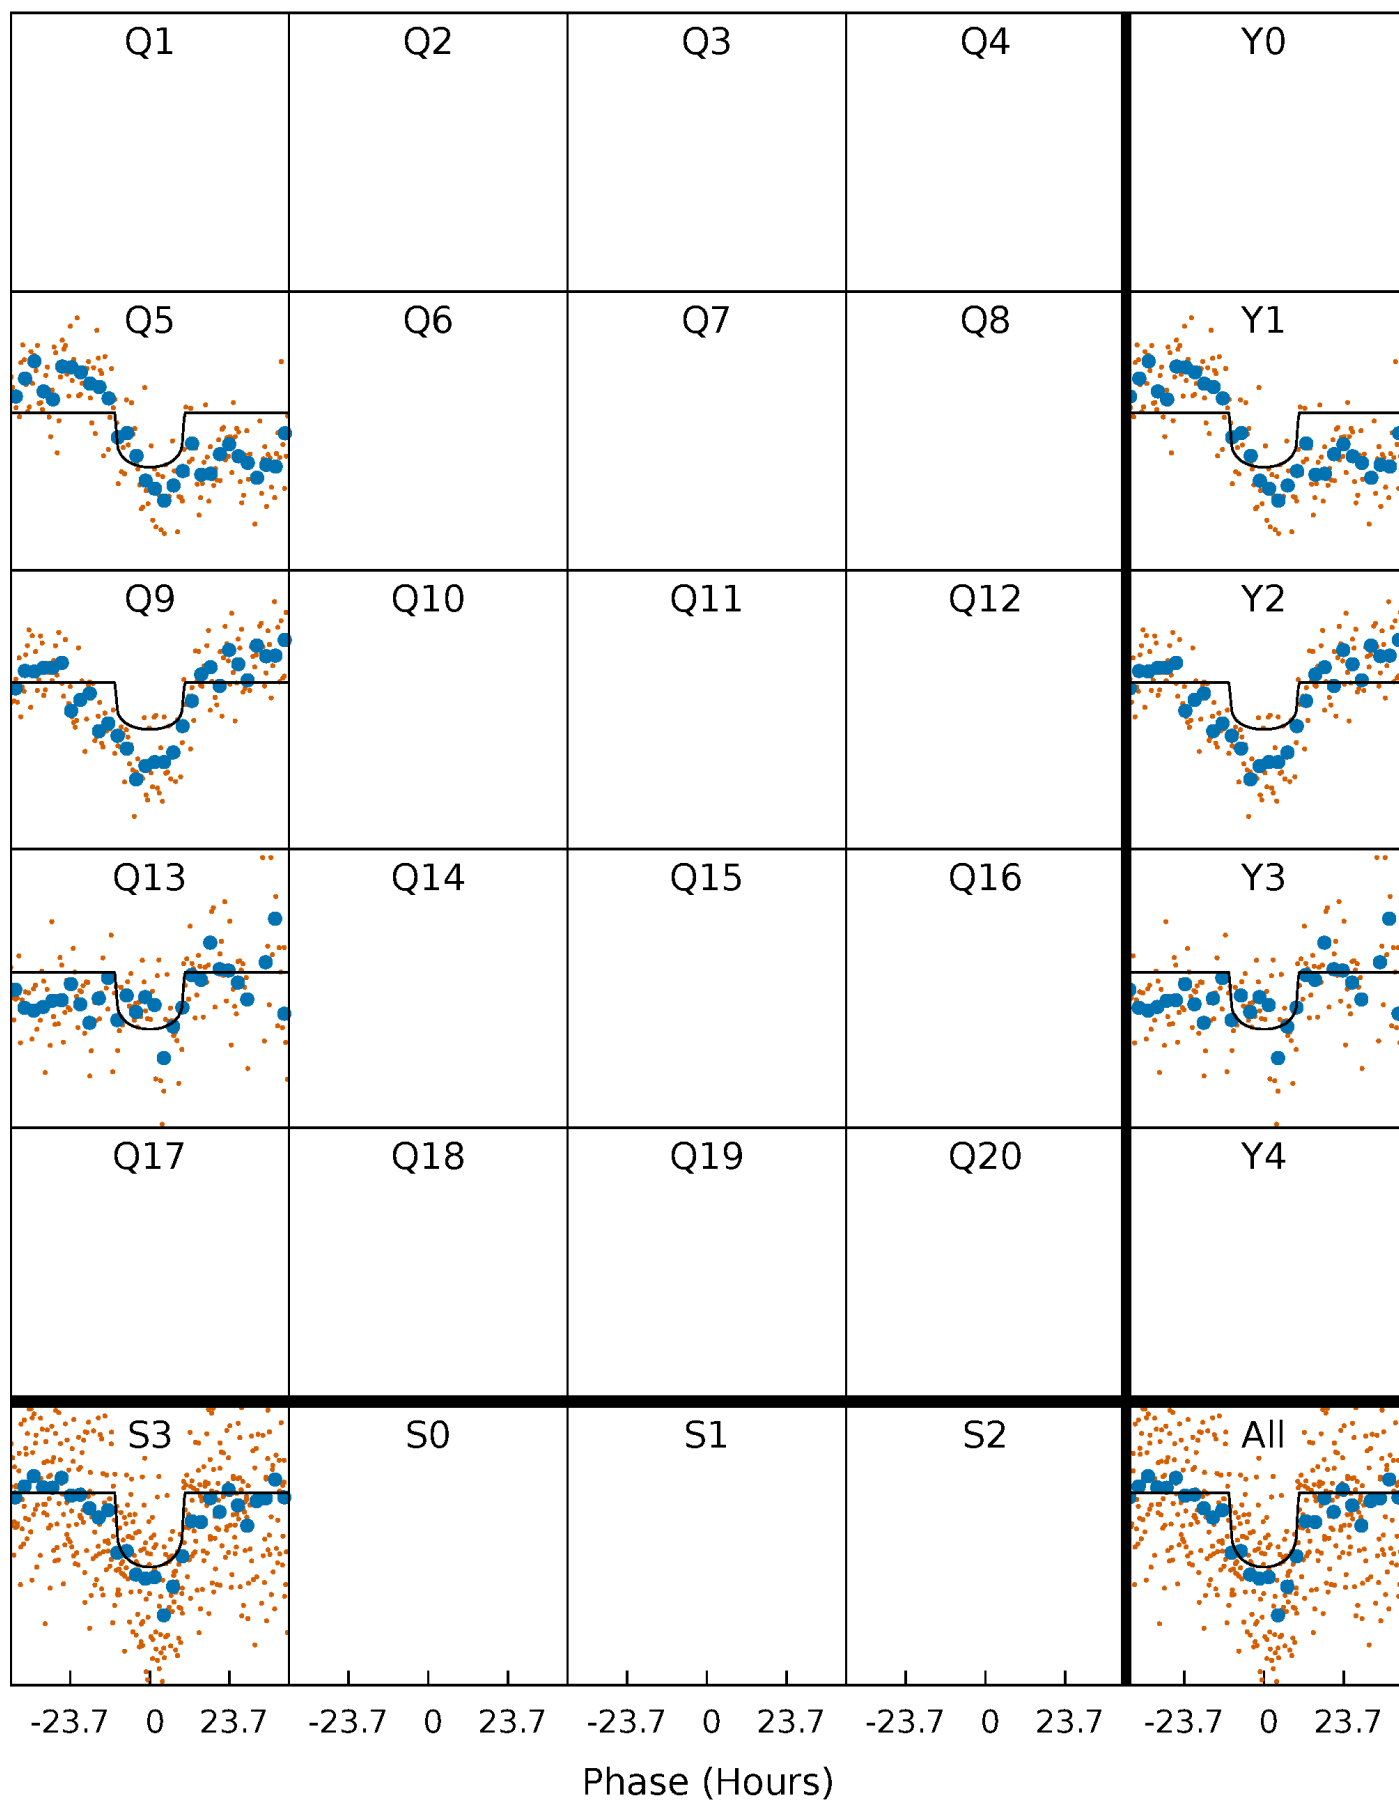 Q1 Q2 Q3 Q4 Y0
Q5 Q6 Q7 Q8 Y1
Q9 Q10 Q11 Q12 Y2
Q13 Q14 Q15 Q16 Y3
Q17 Q18 Q19 Q20 Y4
S3 S0 S1 S2 All
-23.7 0 23.7 -23.7 0 23.7 -23.7 0 23.7 -23.7 0 23.7 -23.7 0 23.7
Phase (Hours)